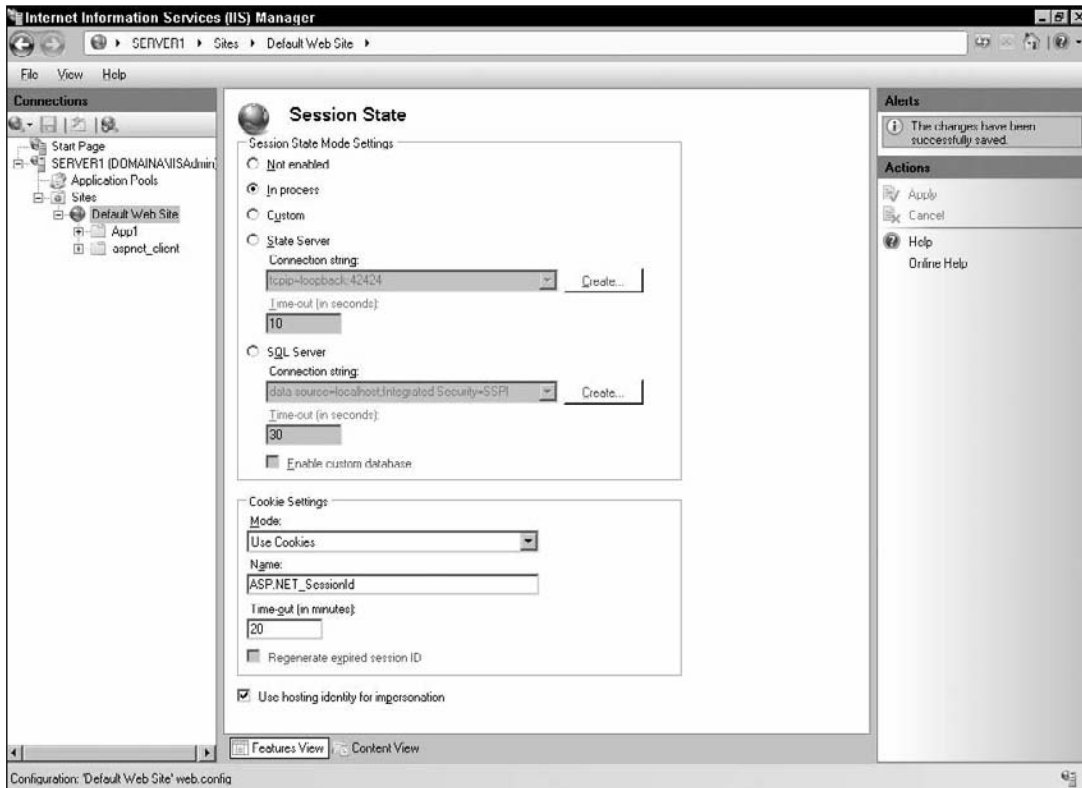 Internet Information Services (IIS) Manager
SERVER1 Sites Default Web Site
File View Help
Connections
Start Page
SERVER1 (DOMAINA\IISAdmin)
Application Pools
Sites
Default Web Site
App1
aspnet_client
Session State
Session State Mode Settings
Not enabled
In process
Custom
State Server
Connection string:
tcpip=loopback:42424
Create...
Time-out (in seconds):
10
SQL Server
Connection string:
data source=localhost;Integrated Security=SSPI
Create...
Time-out (in seconds):
30
Enable custom database
Cookie Settings
Mode:
Use Cookies
Name:
ASP.NET_SessionId
Time-out (in minutes):
20
Regenerate expired session ID
Use hosting identity for impersonation
Features View Content View
Alerts
The changes have been
successfully saved.
Actions
Apply
Cancel
Help
Online Help
Configuration: 'Default Web Site' web.config